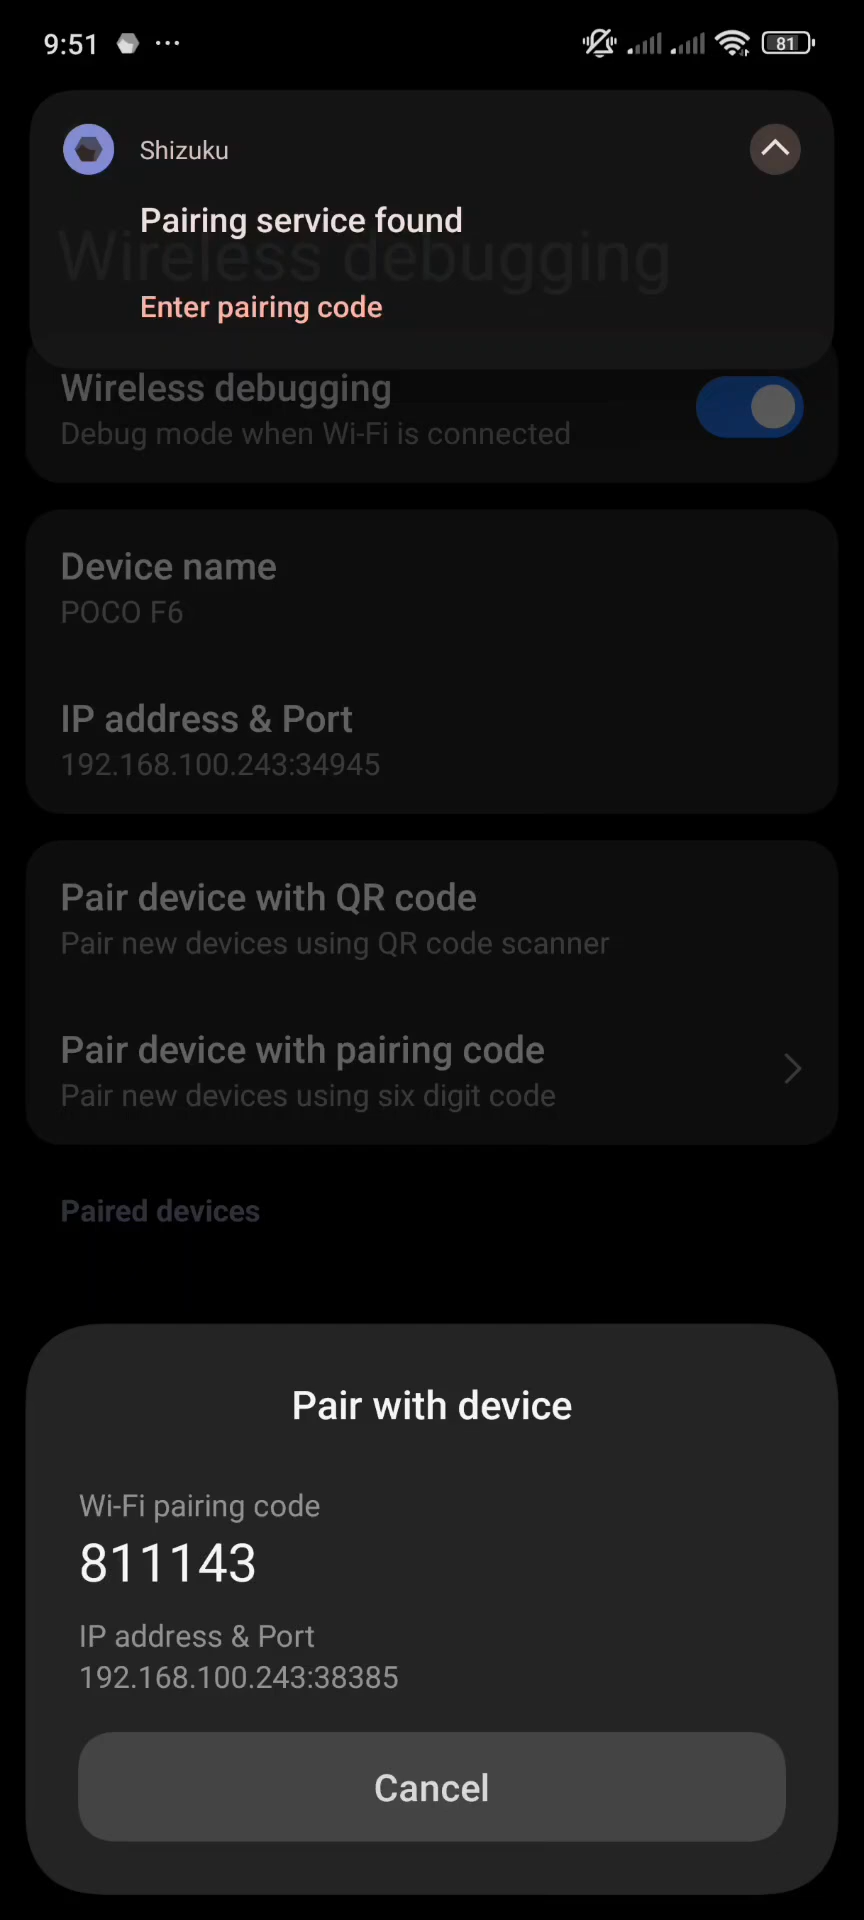 9:51 ... 81
Shizuku
Pairing service found
Wireless debugging
Enter pairing code
Wireless debugging
Debug mode when Wi-Fi is connected
Device name
POCO F6
IP address & Port
192.168.100.243:34945
Pair device with QR code
Pair new devices using QR code scanner
Pair device with pairing code
Pair new devices using six digit code
Paired devices
Pair with device
Wi-Fi pairing code
811143
IP address & Port
192.168.100.243:38385
Cancel